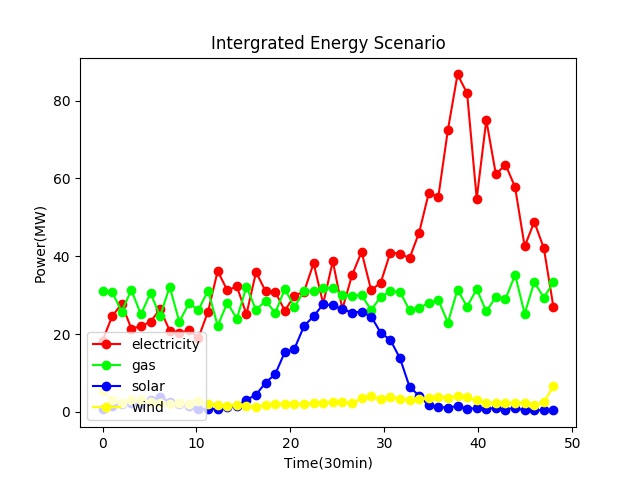 Intergrated Energy Scenario
Power(MW)
80
60
40
20
0
electricity
gas
solar
wind
0 10 20 30 40 50
Time(30min)